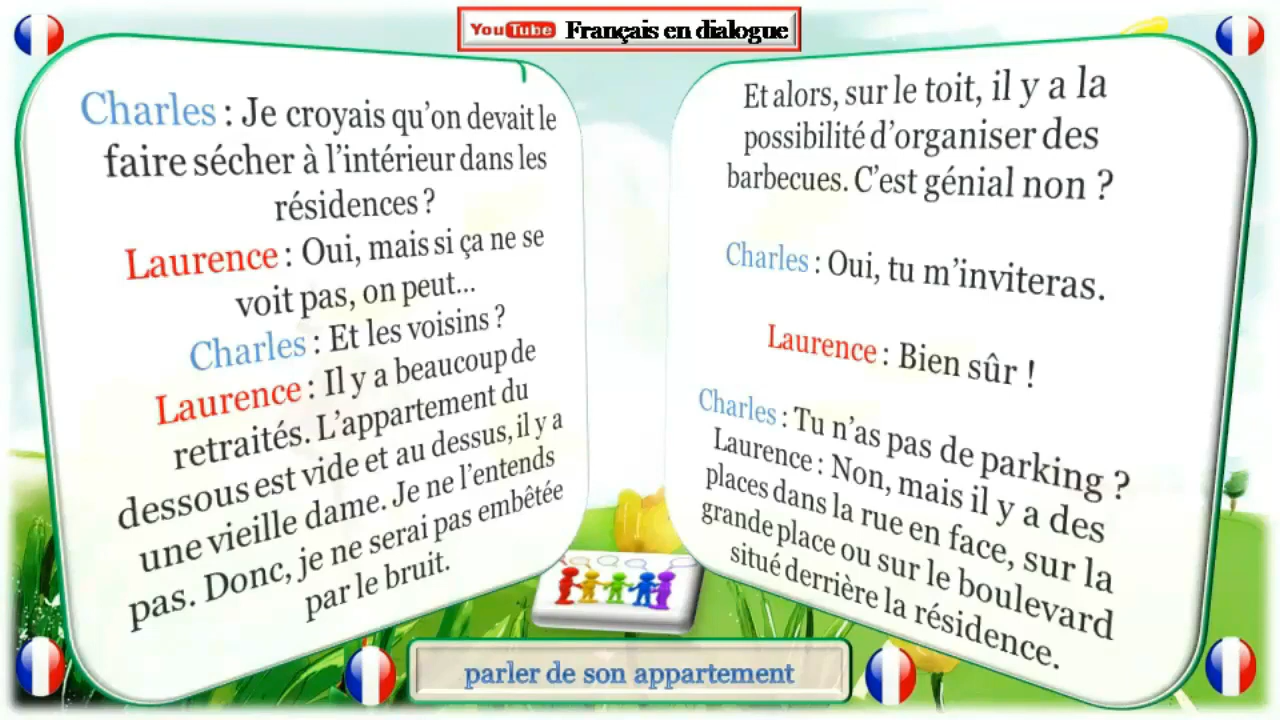 YouTube Français en dialogue
Charles : Je croyais qu'on devait le
faire sécher à l'intérieur dans les
résidences ?
Laurence : Oui, mais si ça ne se
voit pas, on peut...
Charles : Et les voisins ?
Laurence : Il y a beaucoup de
retraités. L'appartement du
dessous est vide et au dessus, il y a
une vieille dame. Je ne l'entends
pas. Donc, je ne serai pas embêtée
par le bruit.
Et alors, sur le toit, il y a la
possibilité d'organiser des
barbecues. C'est génial non ?
Charles : Oui, tu m'inviteras.
Laurence : Bien sûr !
Charles : Tu n'as pas de parking ?
Laurence : Non, mais il y a des
places dans la rue en face, sur la
grande place ou sur le boulevard
situé derrière la résidence.
parler de son appartement